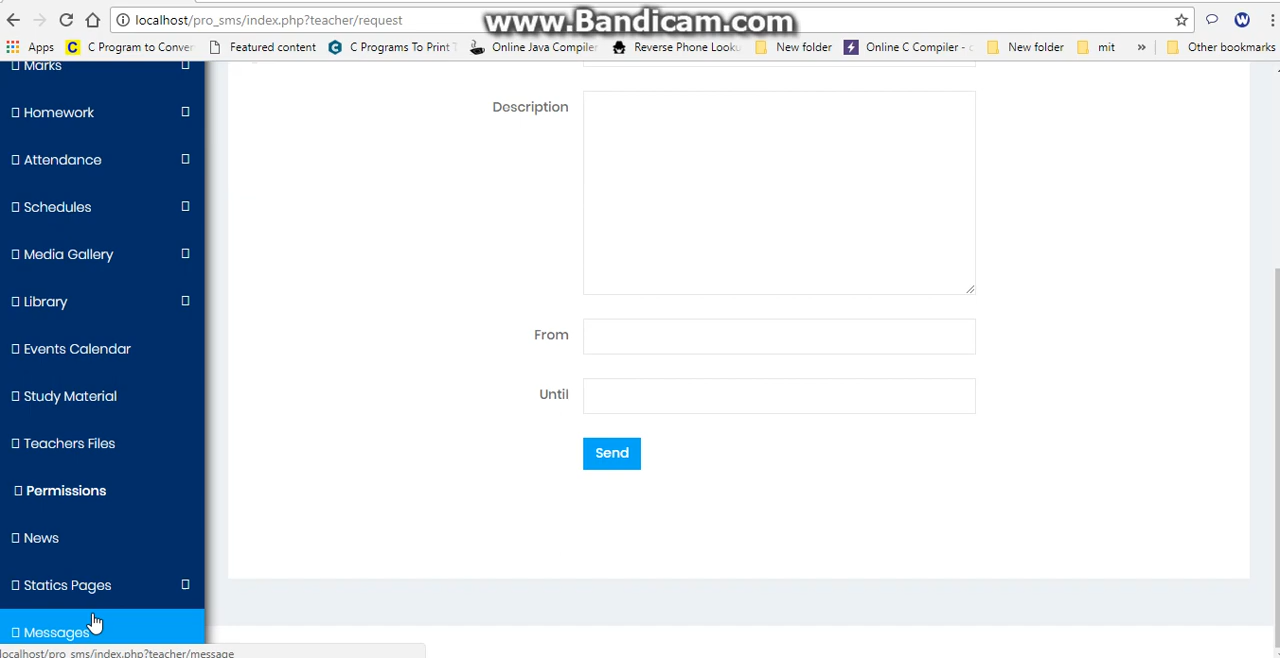 localhost/pro_sms/index.php?teacher/request
www.Bandicam.com
Apps
C Program to Conver
Featured content
C Programs To Print
Online Java Compile
Reverse Phone Look
New folder
Online C Compiler -
New folder
mit
»
Other bookmarks
Marks
Homework
Attendance
Schedules
Media Gallery
Library
Events Calendar
Study Material
Teachers Files
Permissions
News
Statics Pages
Messages
localhost/pro_sms/index.php?teacher/message
Description
From
Until
Send